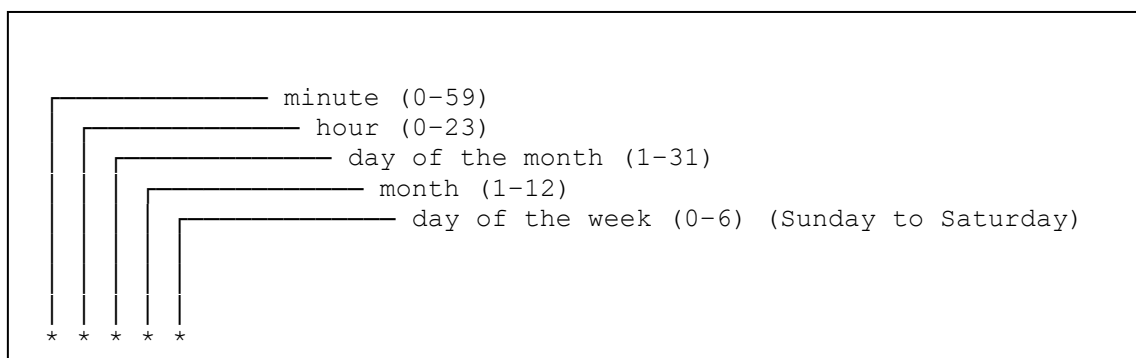 minute (0-59)
hour (0-23)
day of the month (1-31)
month (1-12)
day of the week (0-6) (Sunday to Saturday)
* * * * *